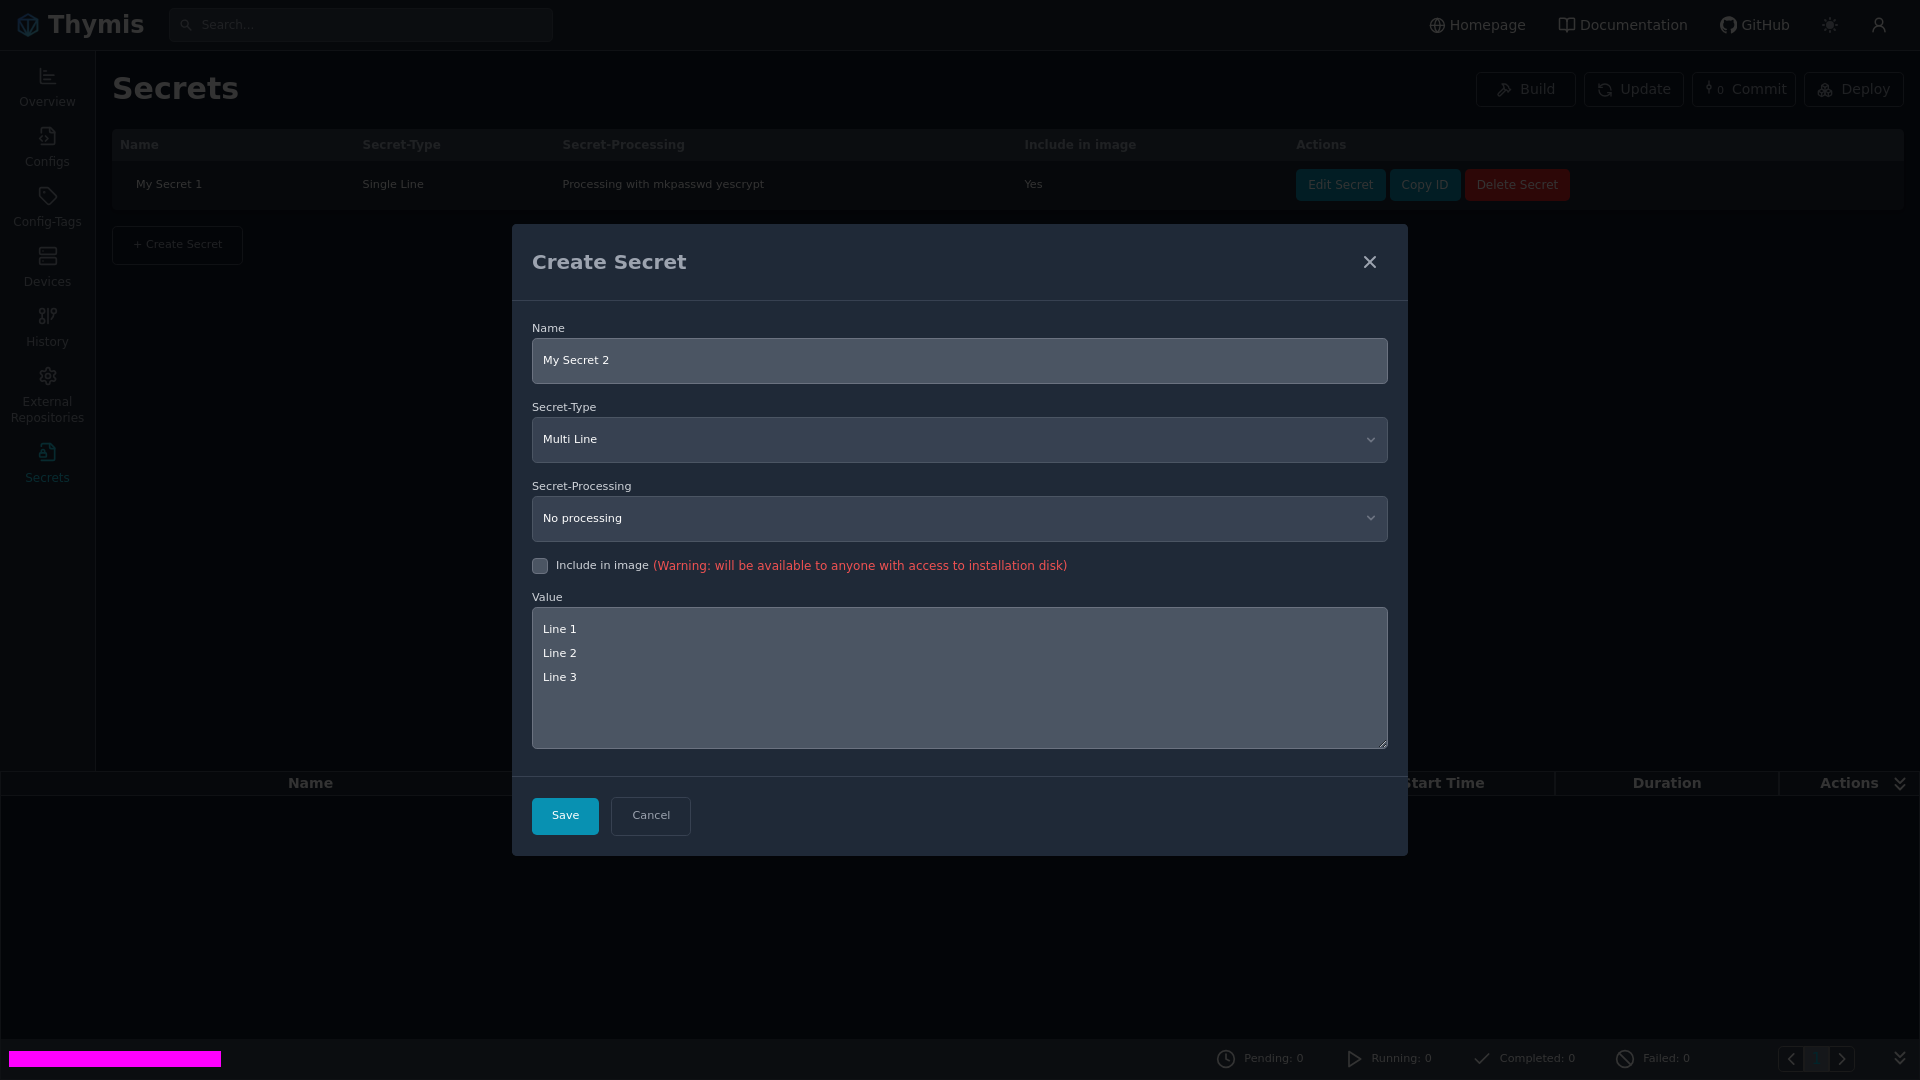 Thymis
Search...
Homepage
Documentation
GitHub
Overview
Configs
Config-Tags
Devices
History
External
Repositories
Secrets
Secrets
Build
Update
0 Commit
Deploy
Name Secret-Type Secret-Processing Include in image Actions
My Secret 1 Single Line Processing with mkpasswd yescrypt Yes Edit Secret Copy ID Delete Secret
+ Create Secret
Create Secret
Name
My Secret 2
Secret-Type
Multi Line
Secret-Processing
No processing
Include in image (Warning: will be available to anyone with access to installation disk)
Value
Line 1
Line 2
Line 3
Save
Cancel
Name Start Time Duration Actions
Pending: 0 Running: 0 Completed: 0 Failed: 0